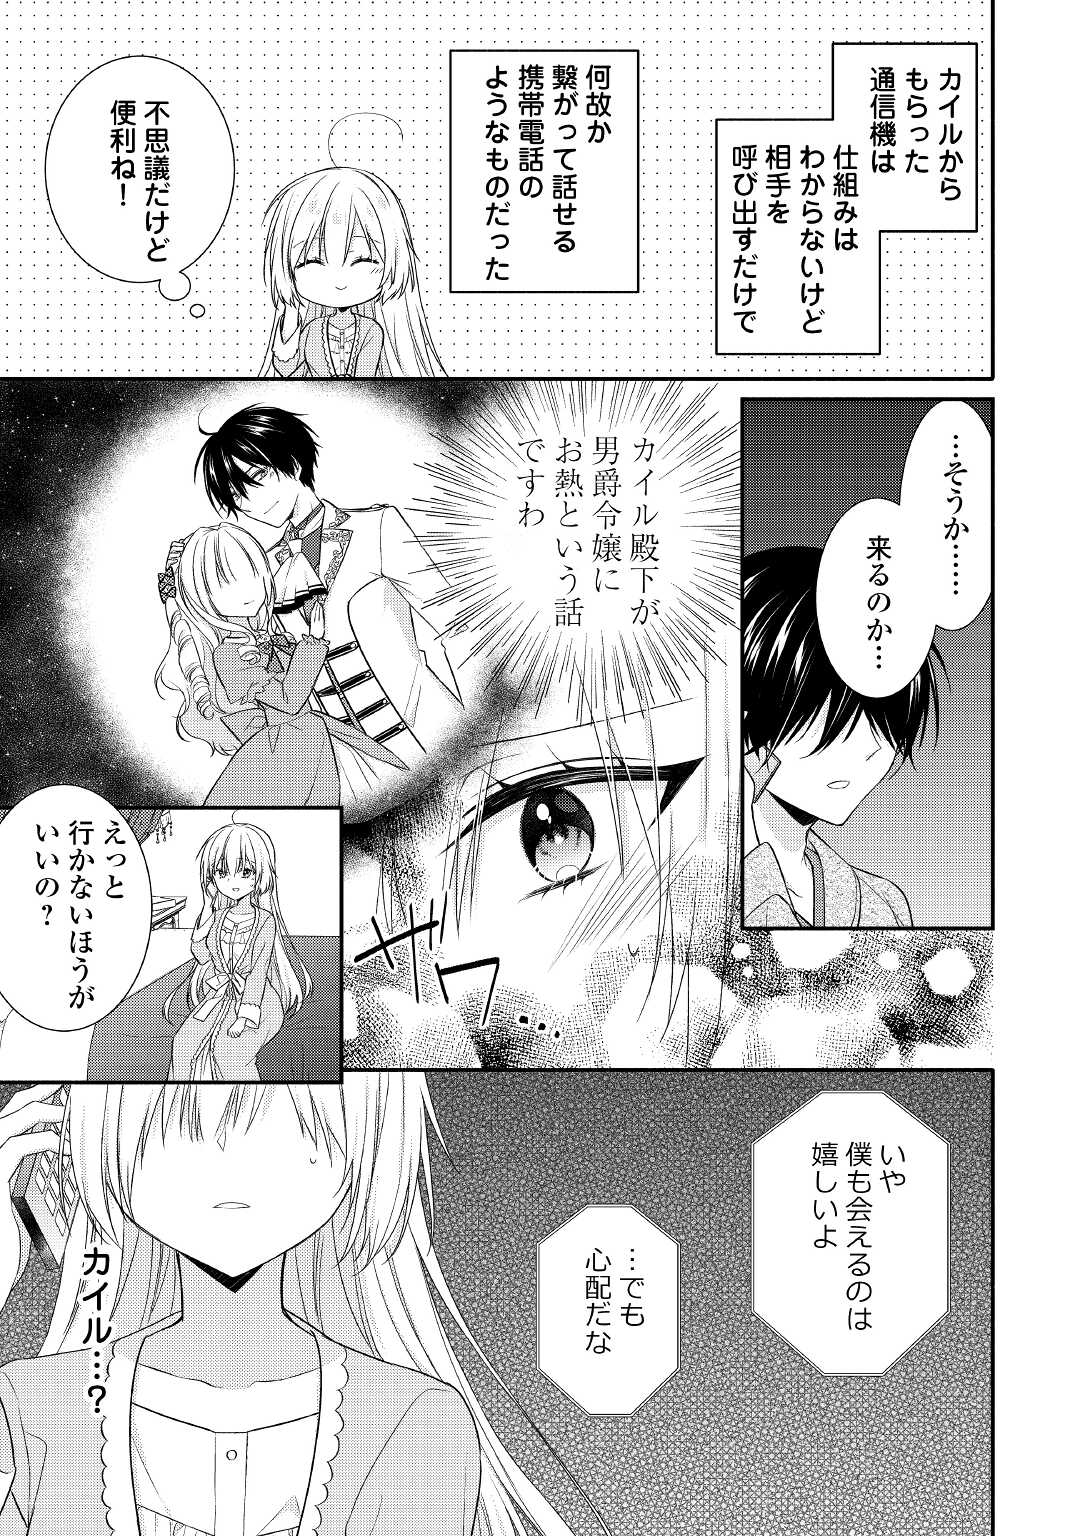 カイルから
もらった
通信機は
仕組みは
わからないけど
相手を
呼び出すだけで
何故か
繋がって話せる
携帯電話の
ようなものだった
不思議だけど
便利ね！
…そうか……
来るのか…
カイル殿下が
男爵令嬢に
お熱という話
ですわ
ザワ…
えっと
行かないほうが
いいの？
いや
僕も会えるのは
嬉しいよ
…でも
心配だな
カイル…？